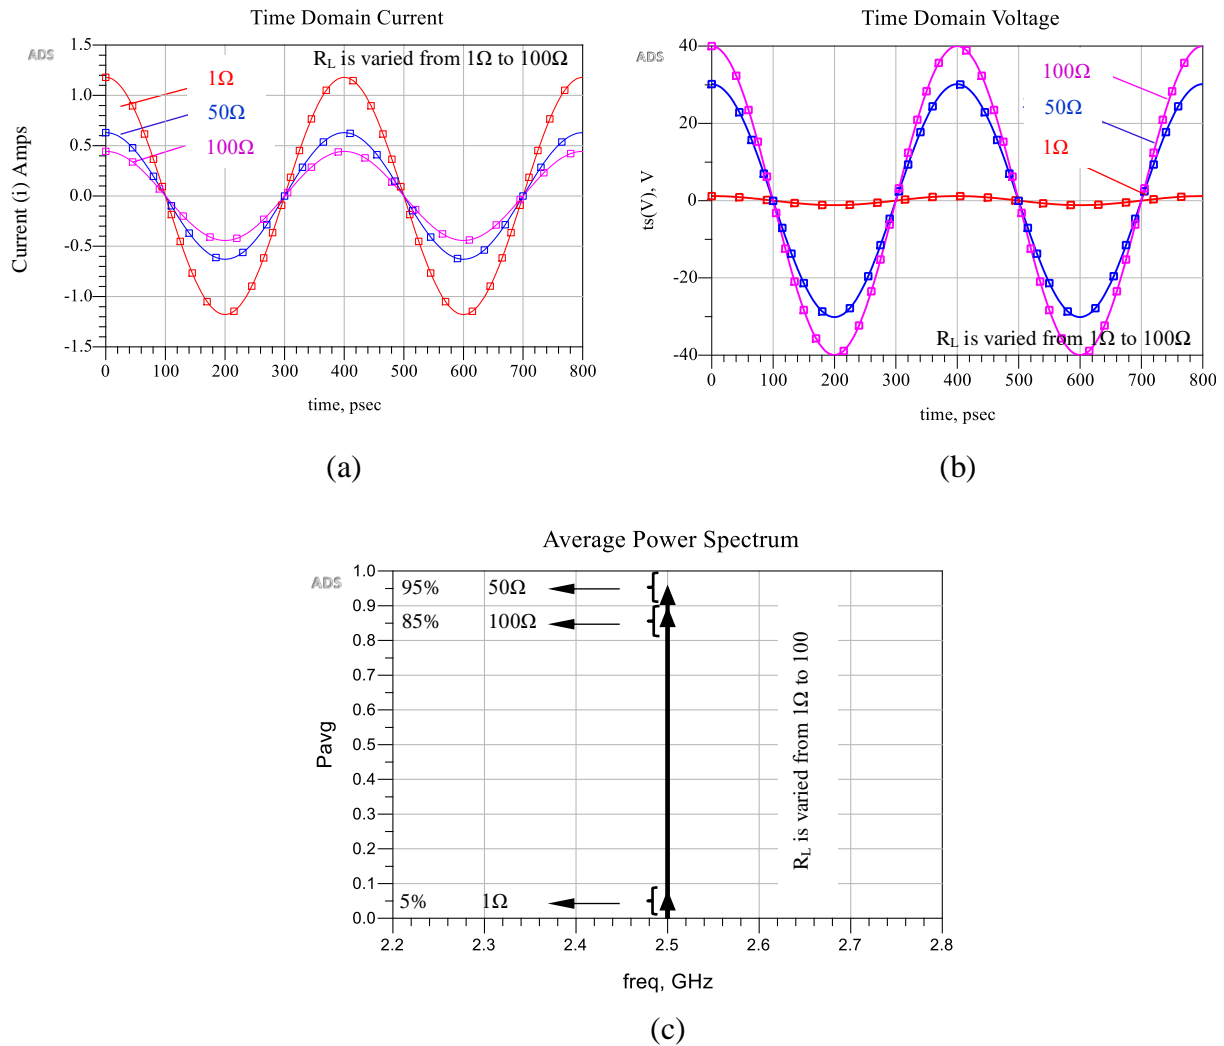 Time Domain Current
ADS
R_L is varied from 1Ω to 100Ω
1Ω
50Ω
100Ω
Current (i) Amps
1.5
1.0
0.5
0.0
-0.5
-1.0
-1.5
0 100 200 300 400 500 600 700 800
time, psec
(a)
Time Domain Voltage
ADS
100Ω
50Ω
1Ω
ts(V), V
40
20
0
-20
-40
R_L is varied from 1Ω to 100Ω
0 100 200 300 400 500 600 700 800
time, psec
(b)
Average Power Spectrum
ADS
95% 50Ω
85% 100Ω
5% 1Ω
R_L is varied from 1Ω to 100
Pavg
1.0
0.9
0.8
0.7
0.6
0.5
0.4
0.3
0.2
0.1
0.0
2.2 2.3 2.4 2.5 2.6 2.7 2.8
freq, GHz
(c)